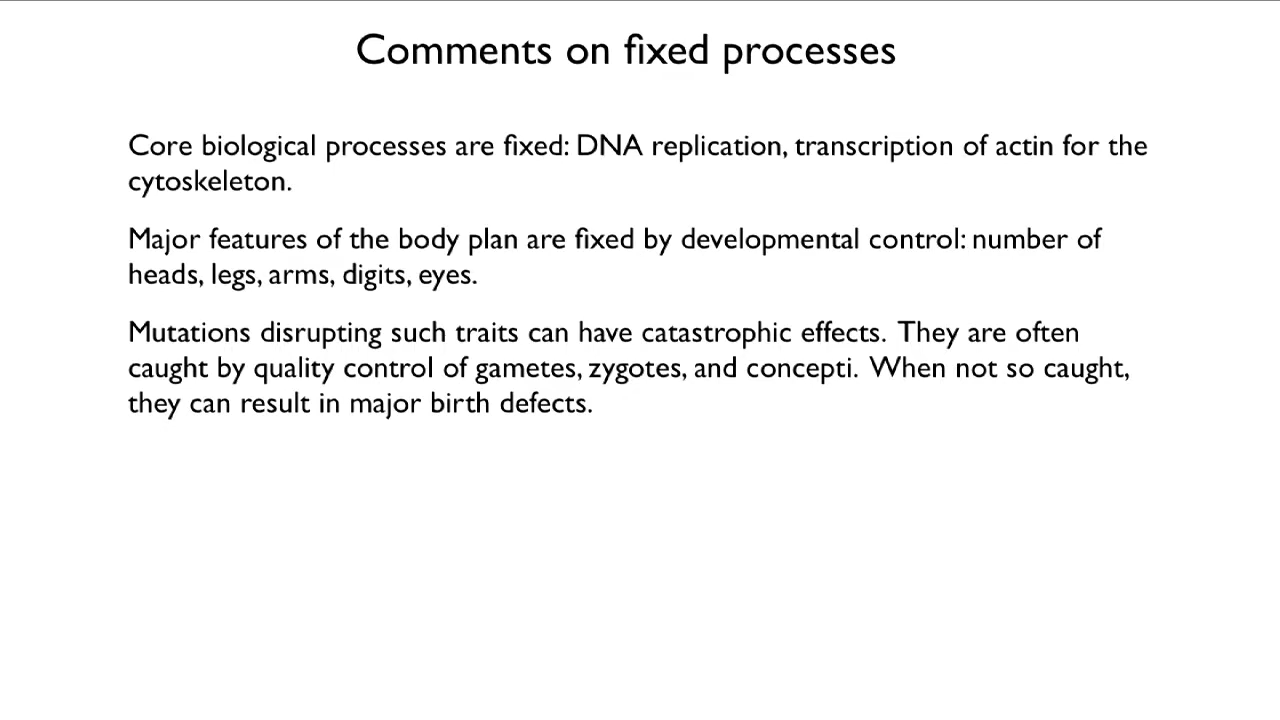 Comments on fixed processes
Core biological processes are fixed: DNA replication, transcription of actin for the
cytoskeleton.
Major features of the body plan are fixed by developmental control: number of
heads, legs, arms, digits, eyes.
Mutations disrupting such traits can have catastrophic effects. They are often
caught by quality control of gametes, zygotes, and concepti. When not so caught,
they can result in major birth defects.